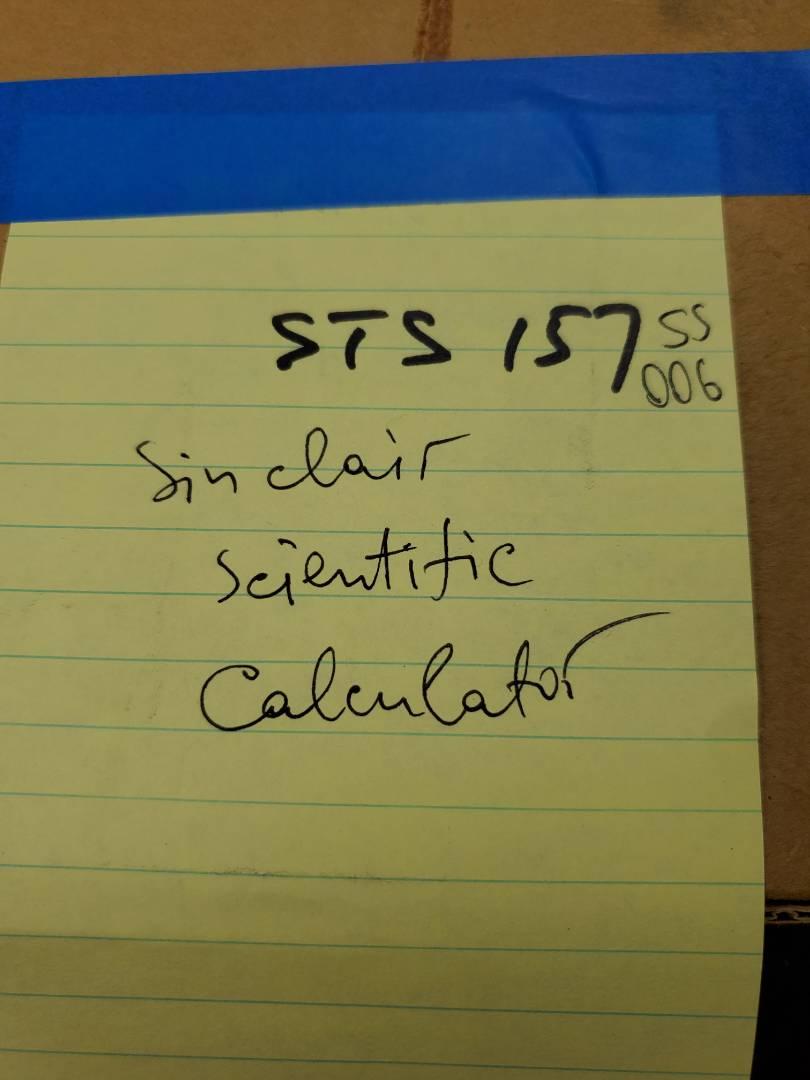 STS 157 SS
006
Sinclair
Scientific
Calculator